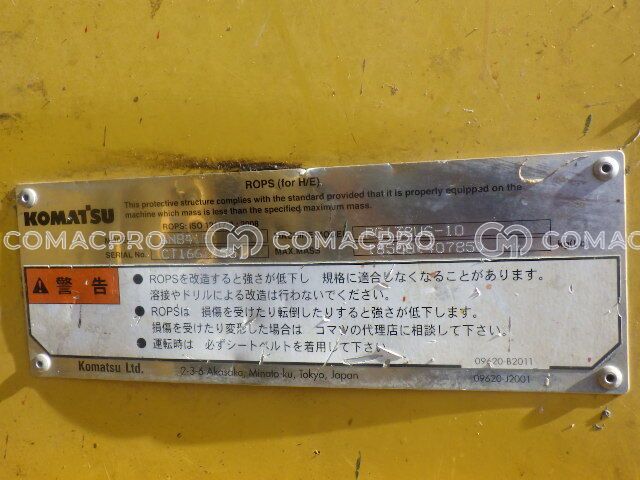 ROPS (for H/E)
This protective structure complies with the standard provided that it is properly equipped on the
machine which mass is less than the specified maximum mass.
KOMATSU
ROPS: ISO
COMACPRO COMACPRO COMACPRO
SERIAL No.
MAX.MASS
警告
● ROPSを改造すると強さが低下し 規格に適合しなくなることがあります。
溶接やドリルによる改造は行わないでください。
● ROPSは 損傷を受けたり転倒したりすると強さが低下します。
損傷を受けたり変形した場合は コマツの代理店に相談して下さい。
● 運転時は 必ずシートベルトを着用して下さい。
09620-B2011
Komatsu Ltd.
2-3-6 Akasaka, Minato-ku, Tokyo, Japan
09620-J2001